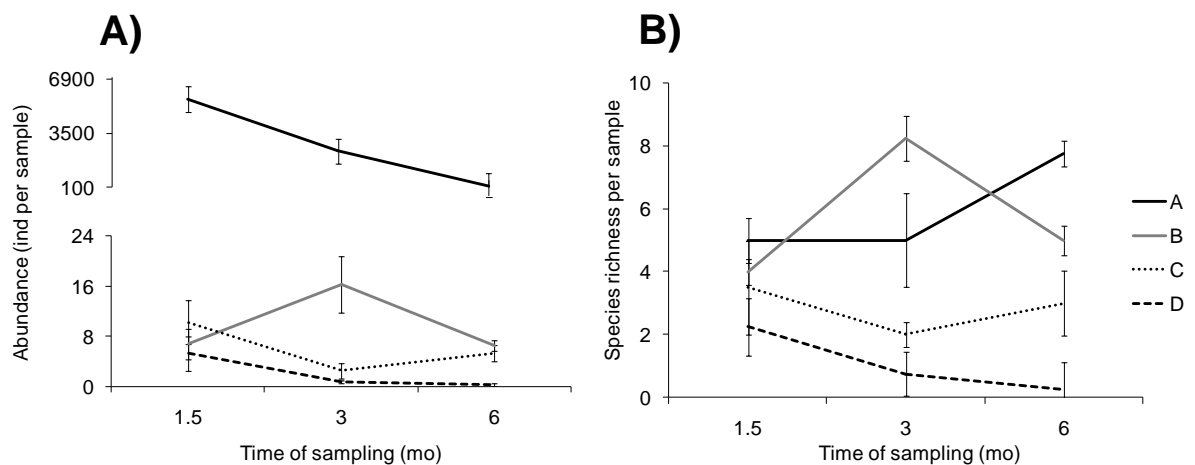 A)
6900
3500
100
24
16
8
0
Abundance (ind per sample)
1.5 3 6
Time of sampling (mo)
B)
10
8
6
4
2
0
Species richness per sample
1.5 3 6
Time of sampling (mo)
A
B
C
D